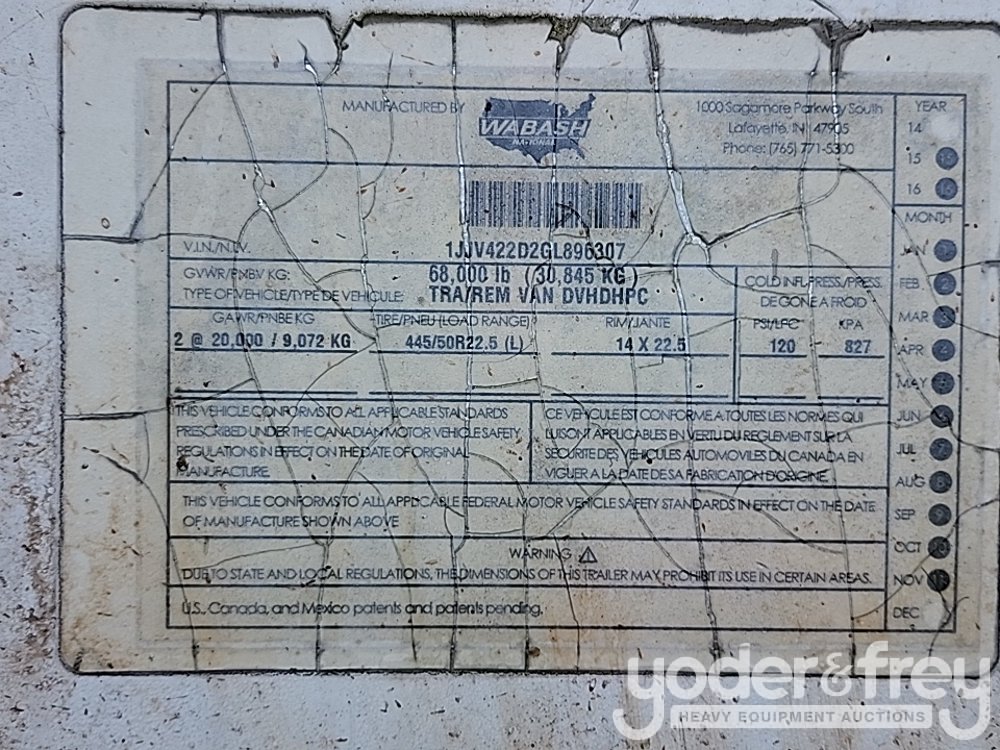 MANUFACTURED BY
WABASH
NATIONAL
1000 Sagamore Parkway South
Lafayette, IN 47905
Phone: (765) 771-5300
V.I.N./N.I.V.
1JJV422D2GL896307
GVWR/PNBV KG: 68,000 lb (30,845 KG)
TYPE OF VEHICLE/TYPE DE VEHICULE: TRA/REM VAN DVHDHPC
COLD INFL. PRESS./PRESS.
DE GONF. A FROID
GAWR/PNBE KG TIRE/PNEU (LOAD RANGE) RIM/JANTE PSI/LPC KPA
2 @ 20,000 / 9,072 KG 445/50R22.5 (L) 14 X 22.5 120 827
THIS VEHICLE CONFORMS TO ALL APPLICABLE STANDARDS
PRESCRIBED UNDER THE CANADIAN MOTOR VEHICLE SAFETY
REGULATIONS IN EFFECT ON THE DATE OF ORIGINAL
MANUFACTURE.
CE VEHICULE EST CONFORME A TOUTES LES NORMES QUI
LUI SONT APPLICABLES EN VERTU DU REGLEMENT SUR LA
SECURITE DES VEHICULES AUTOMOVILES DU CANADA EN
VIGUER A LA DATE DE SA FABRICATION D'ORIGINE.
THIS VEHICLE CONFORMS TO ALL APPLICABLE FEDERAL MOTOR VEHICLE SAFETY STANDARDS IN EFFECT ON THE DATE
OF MANUFACTURE SHOWN ABOVE
WARNING
DUE TO STATE AND LOCAL REGULATIONS, THE DIMENSIONS OF THIS TRAILER MAY PROHIBIT ITS USE IN CERTAIN AREAS.
U.S., Canada, and Mexico patents and patents pending.
YEAR
14
15
16
MONTH
JAN
FEB 2
MAR
APR
MAY
JUN
JUL
AUG
SEP
OCT
NOV
DEC
yoder&frey
HEAVY EQUIPMENT AUCTIONS